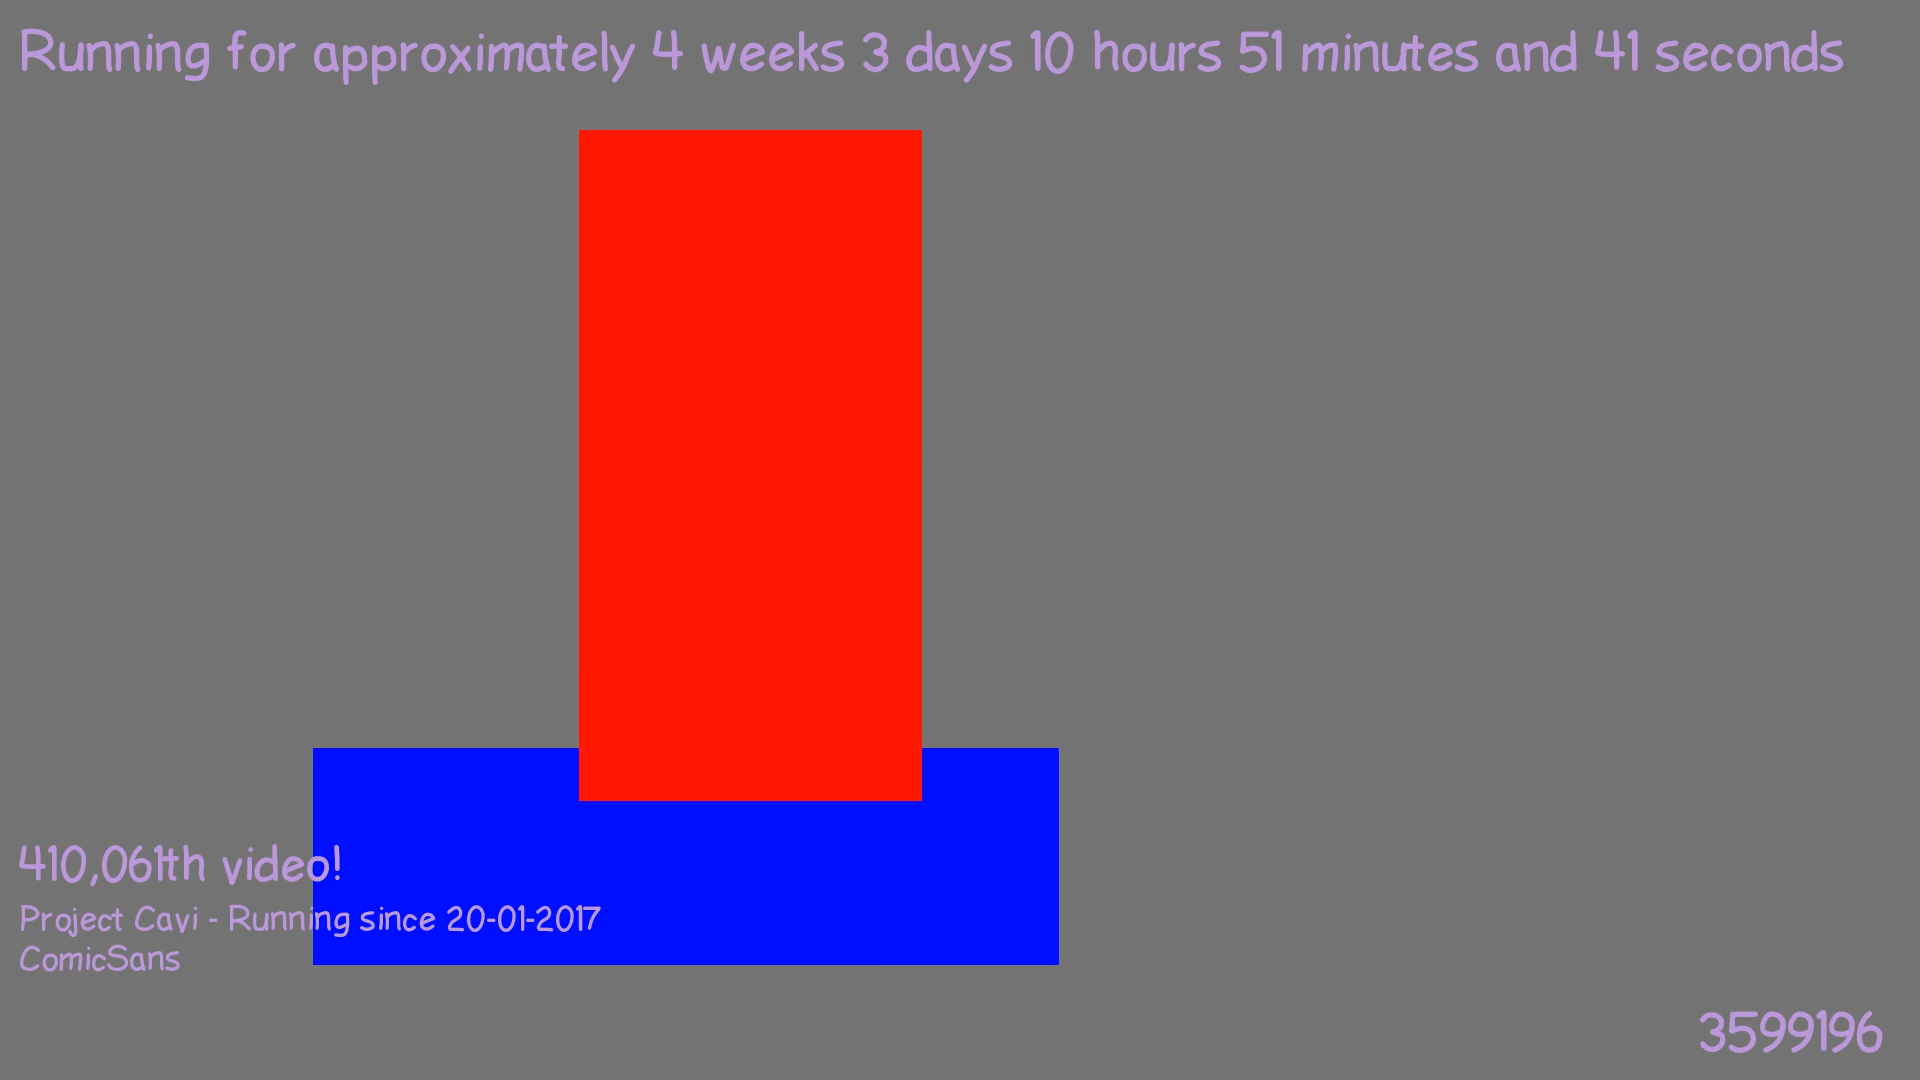 Running for approximately 4 weeks 3 days 10 hours 51 minutes and 41 seconds
410,061th video!
Project Cavi - Running since 20-01-2017
ComicSans
3599196